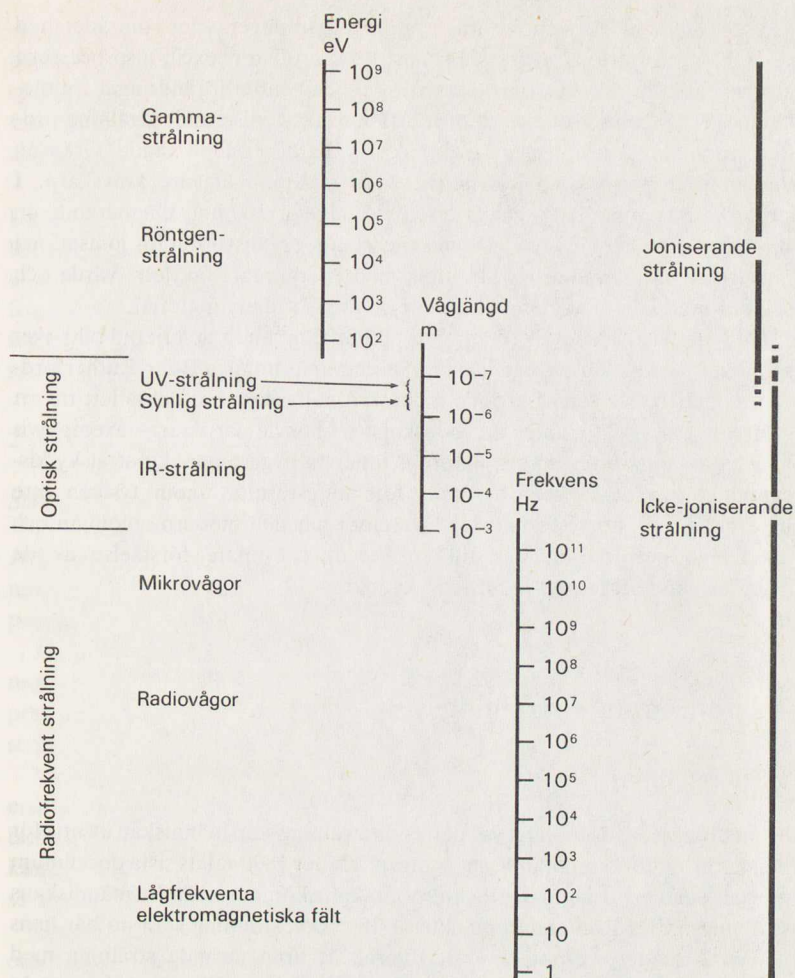 Energi
eV
10⁹
10⁸
10⁷
10⁶
10⁵
10⁴
10³
10²
Gamma-
strålning
Röntgen-
strålning
Joniserande
strålning
Våglängd
m
10⁻⁷
10⁻⁶
10⁻⁵
10⁻⁴
10⁻³
Optisk strålning
UV-strålning
Synlig strålning
IR-strålning
Icke-joniserande
strålning
Frekvens
Hz
10¹¹
10¹⁰
10⁹
10⁸
10⁷
10⁶
10⁵
10⁴
10³
10²
10
1
Radiofrekvent strålning
Mikrovågor
Radiovågor
Lågfrekventa
elektromagnetiska fält